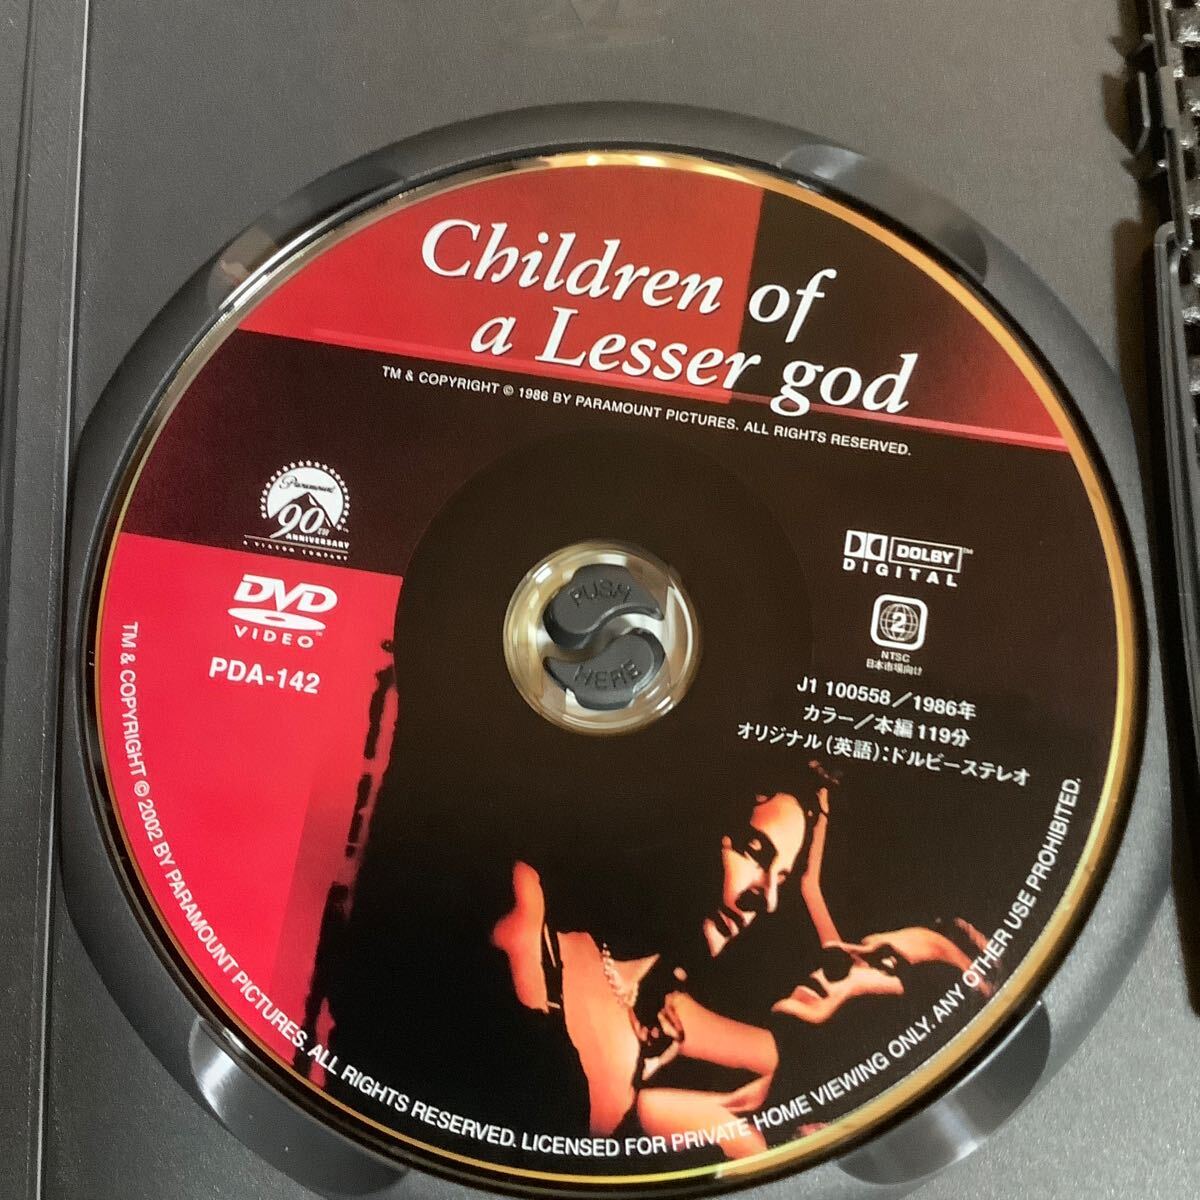 Children of
a Lesser god
TM & COPYRIGHT © 1986 BY PARAMOUNT PICTURES. ALL RIGHTS RESERVED.
Paramount
90TH
ANNIVERSARY
A VIACOM COMPANY
DVD
VIDEO™
PDA-142
PUSH
HERE
DOLBY™
DIGITAL
2
NTSC
日本市場向け
J1 100558／1986年
カラー／本編119分
オリジナル(英語):ドルビーステレオ
TM & COPYRIGHT © 2002 BY PARAMOUNT PICTURES. ALL RIGHTS RESERVED. LICENSED FOR PRIVATE HOME VIEWING ONLY. ANY OTHER USE PROHIBITED.